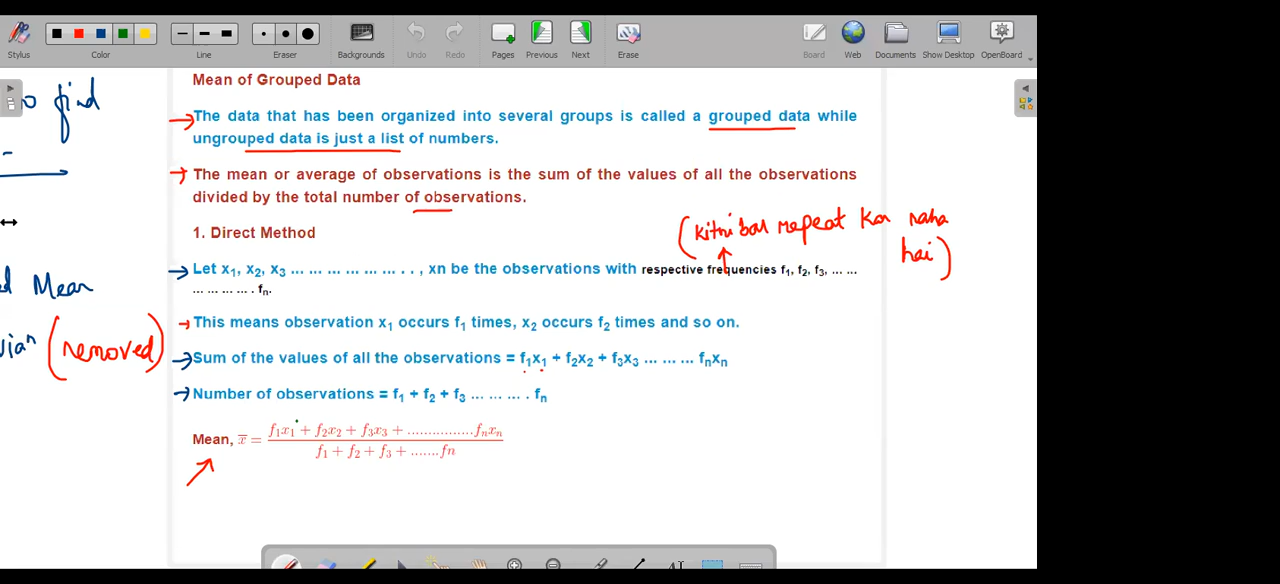 Stylus
Color
Line
Eraser
Backgrounds
Undo
Redo
Pages
Previous
Next
Erase
Board
Web
Documents
Show Desktop
OpenBoard
Mean of Grouped Data
find
The data that has been organized into several groups is called a grouped data while
ungrouped data is just a list of numbers.
The mean or average of observations is the sum of the values of all the observations
divided by the total number of observations.
(kitni bar repeat kar raha
hai)
1. Direct Method
Let x₁, x₂, x₃ ... ... ... ... ... ... . . , xn be the observations with respective frequencies f₁, f₂, f₃, ... ...
... ... ... ... . fₙ.
Mean
This means observation x₁ occurs f₁ times, x₂ occurs f₂ times and so on.
(removed)
Sum of the values of all the observations = f₁x₁ + f₂x₂ + f₃x₃ ... ... ... fₙxₙ
Number of observations = f₁ + f₂ + f₃ ... ... ... . fₙ
Mean, x̅ = f₁x₁ + f₂x₂ + f₃x₃ + ................fₙxₙ
f₁ + f₂ + f₃ + .......fn